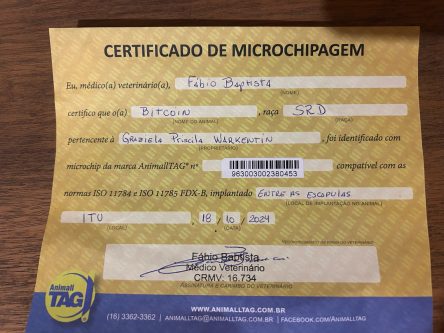 CERTIFICADO DE MICROCHIPAGEM
Eu, médico(a) veterinário(a), Fábio Baptista
(NOME)
certifico que o(a) BITCOIN, raça SRD
(NOME DO ANIMAL) (RAÇA)
pertencente à GRAZIELA PRISCILA WARKENTIN, foi identificado com
(PROPRIETÁRIO)
microchip da marca AnimallTAG® nº 963003002380453 compatível com as
normas ISO 11784 e ISO 11785 FDX-B, implantado ENTRE AS ESCÁPULAS
(LOCAL DE IMPLANTAÇÃO NO ANIMAL)
ITU, 18/10/2024
(LOCAL) (DATA)
Fábio Baptista
Médico Veterinário
CRMV: 16.734
ASSINATURA E CARIMBO DO VETERINÁRIO
Animall
TAG
WWW.ANIMALLTAG.COM.BR
(16) 3362-3362 | ANIMALLTAG@ANIMALLTAG.COM.BR | FACEBOOK.COM/ANIMALLTAG